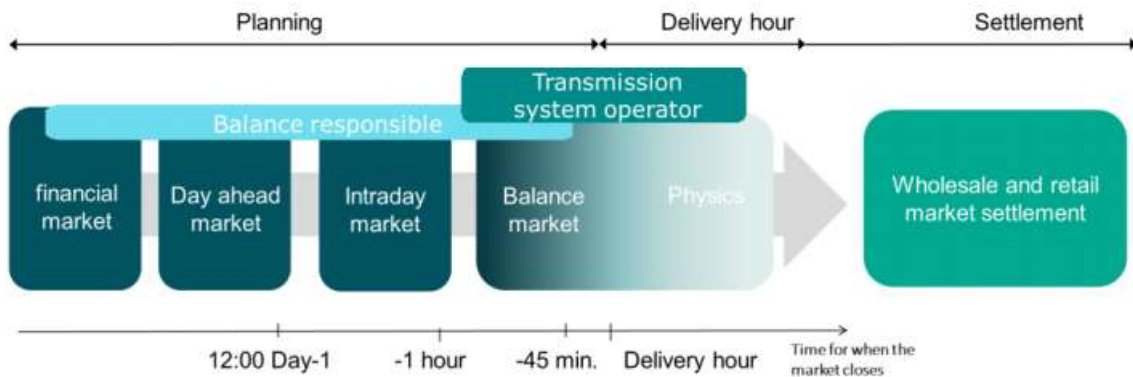 Planning
Delivery hour
Settlement
Transmission
system operator
Balance responsible
financial
market
Day ahead
market
Intraday
market
Balance
market
Physics
Wholesale and retail
market settlement
12:00 Day-1
-1 hour
-45 min.
Delivery hour
Time for when the
market closes